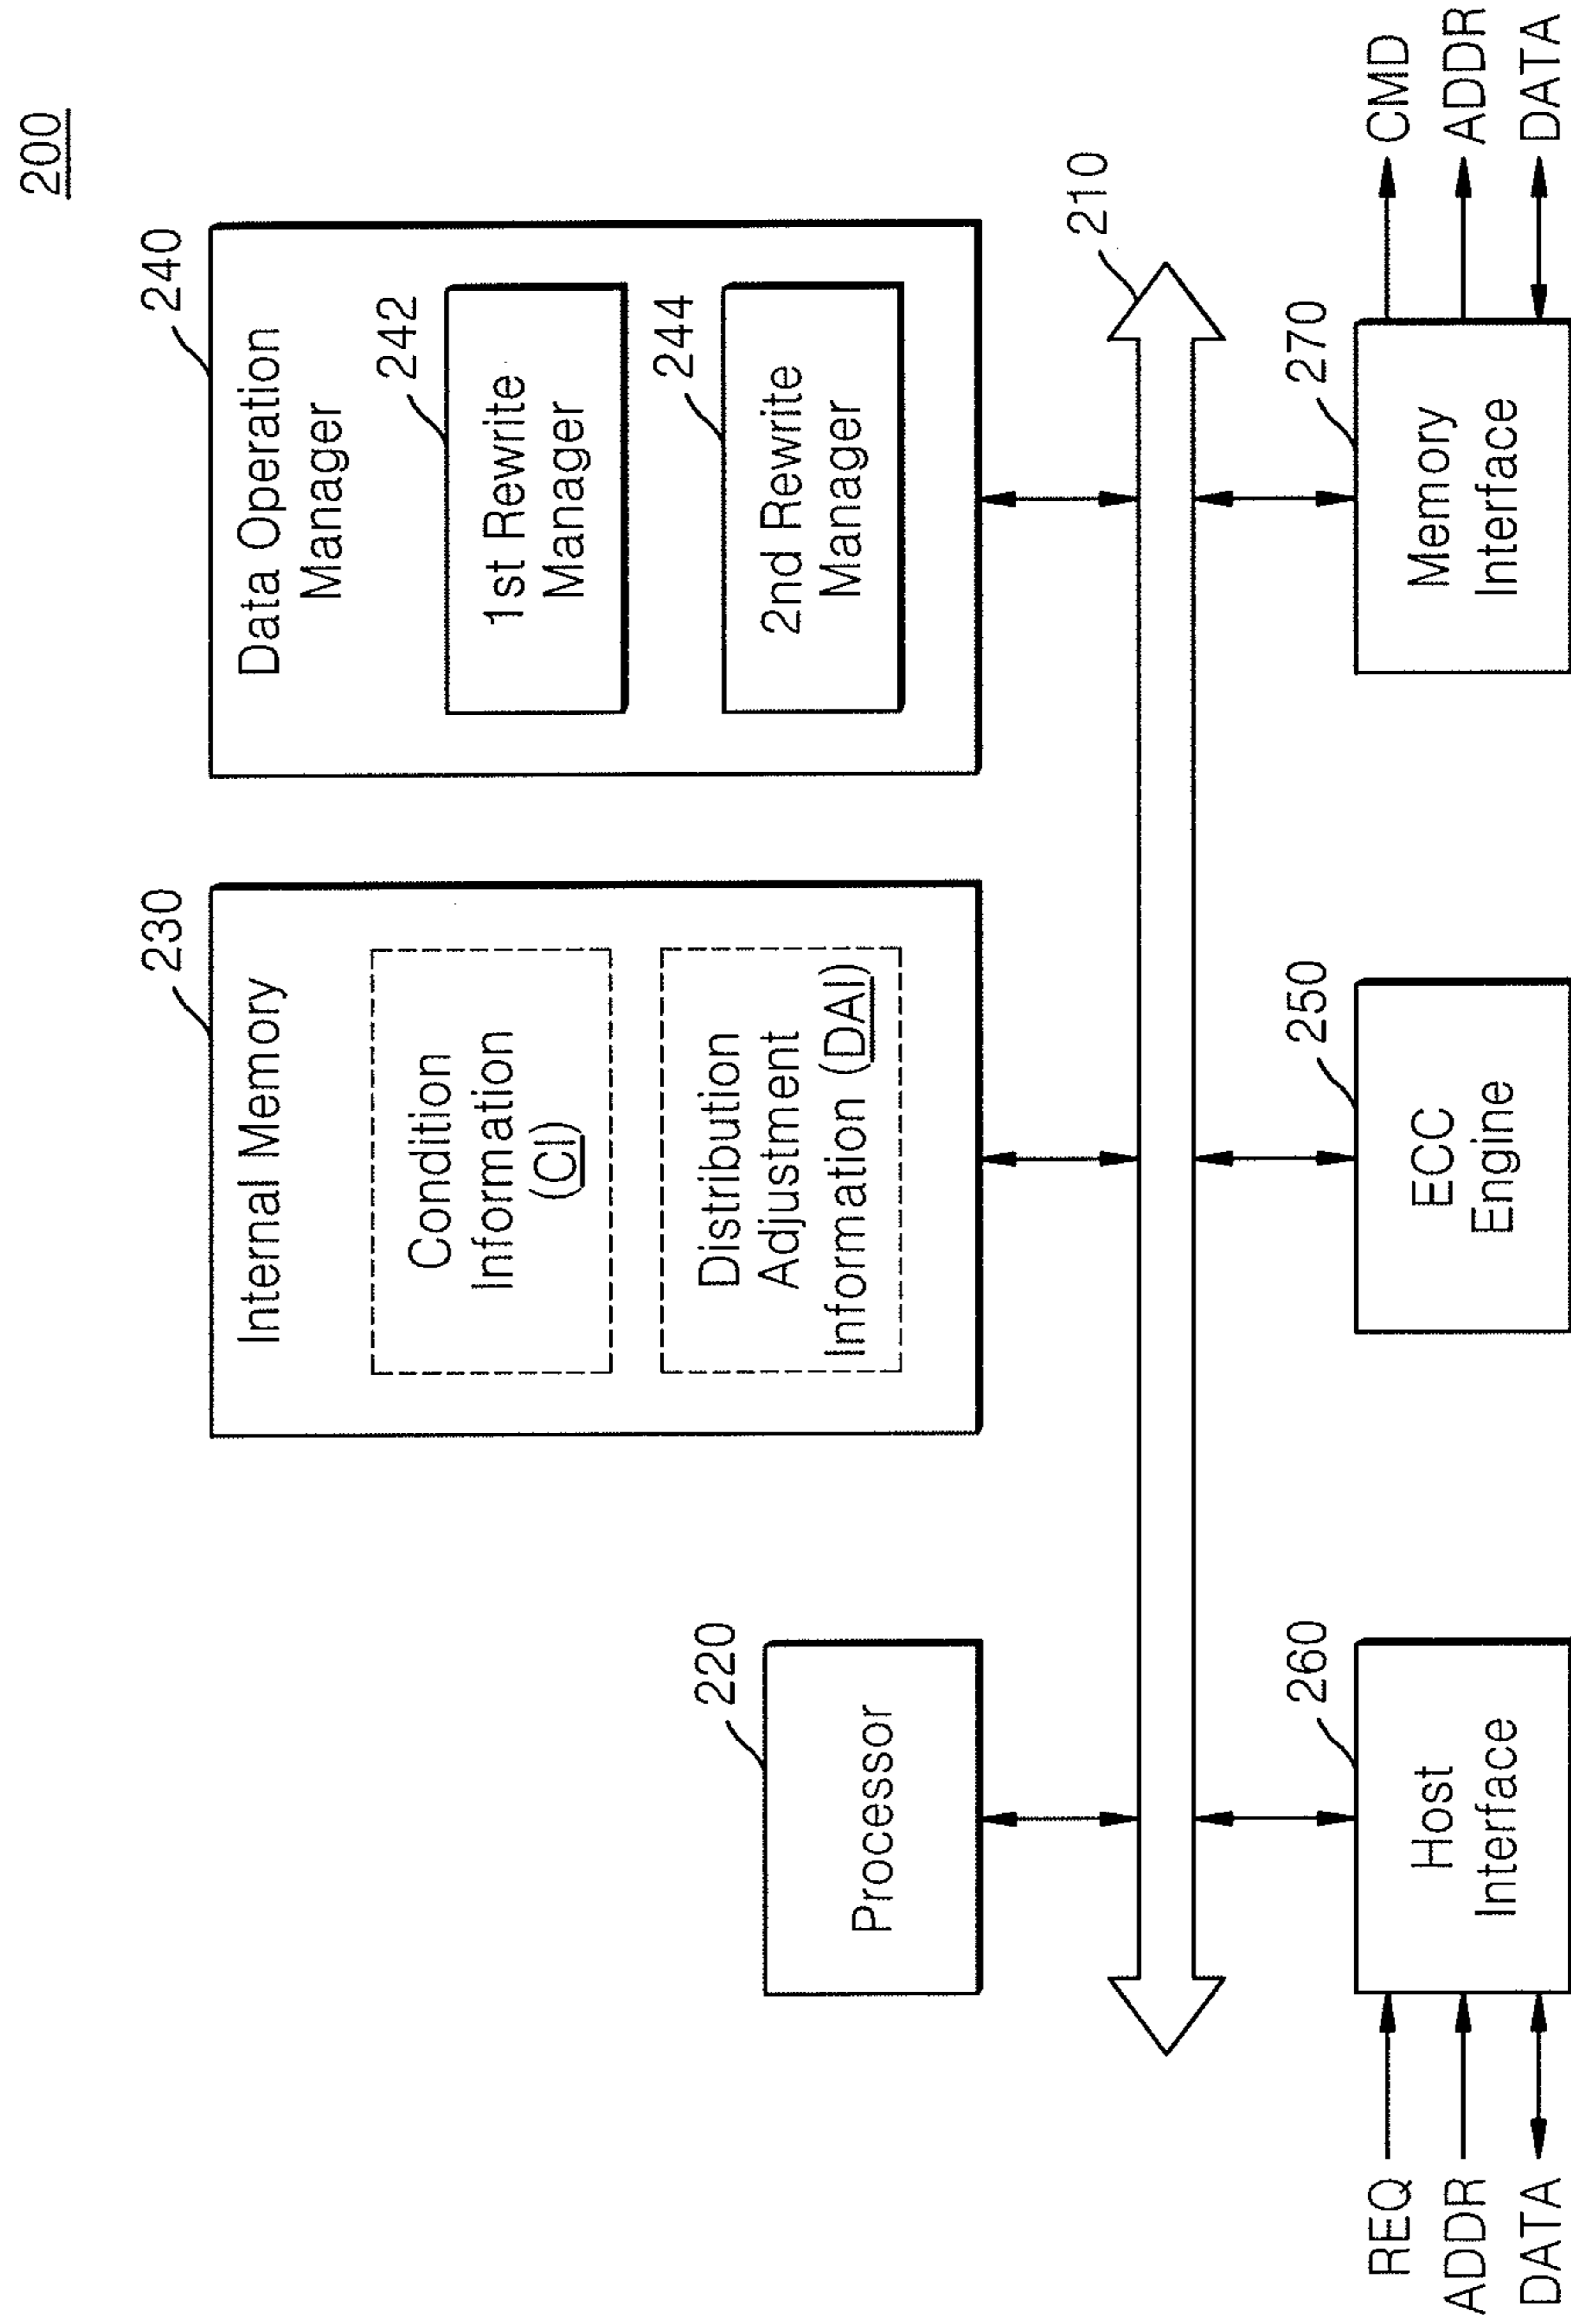 200
240
Data Operation
Manager
242
1st Rewrite
Manager
244
2nd Rewrite
Manager
230
Internal Memory
Condition
Information
(CI)
Distribution
Adjustment
Information (DAI)
220
Processor
210
260
Host
Interface
250
ECC
Engine
270
Memory
Interface
REQ
ADDR
DATA
CMD
ADDR
DATA